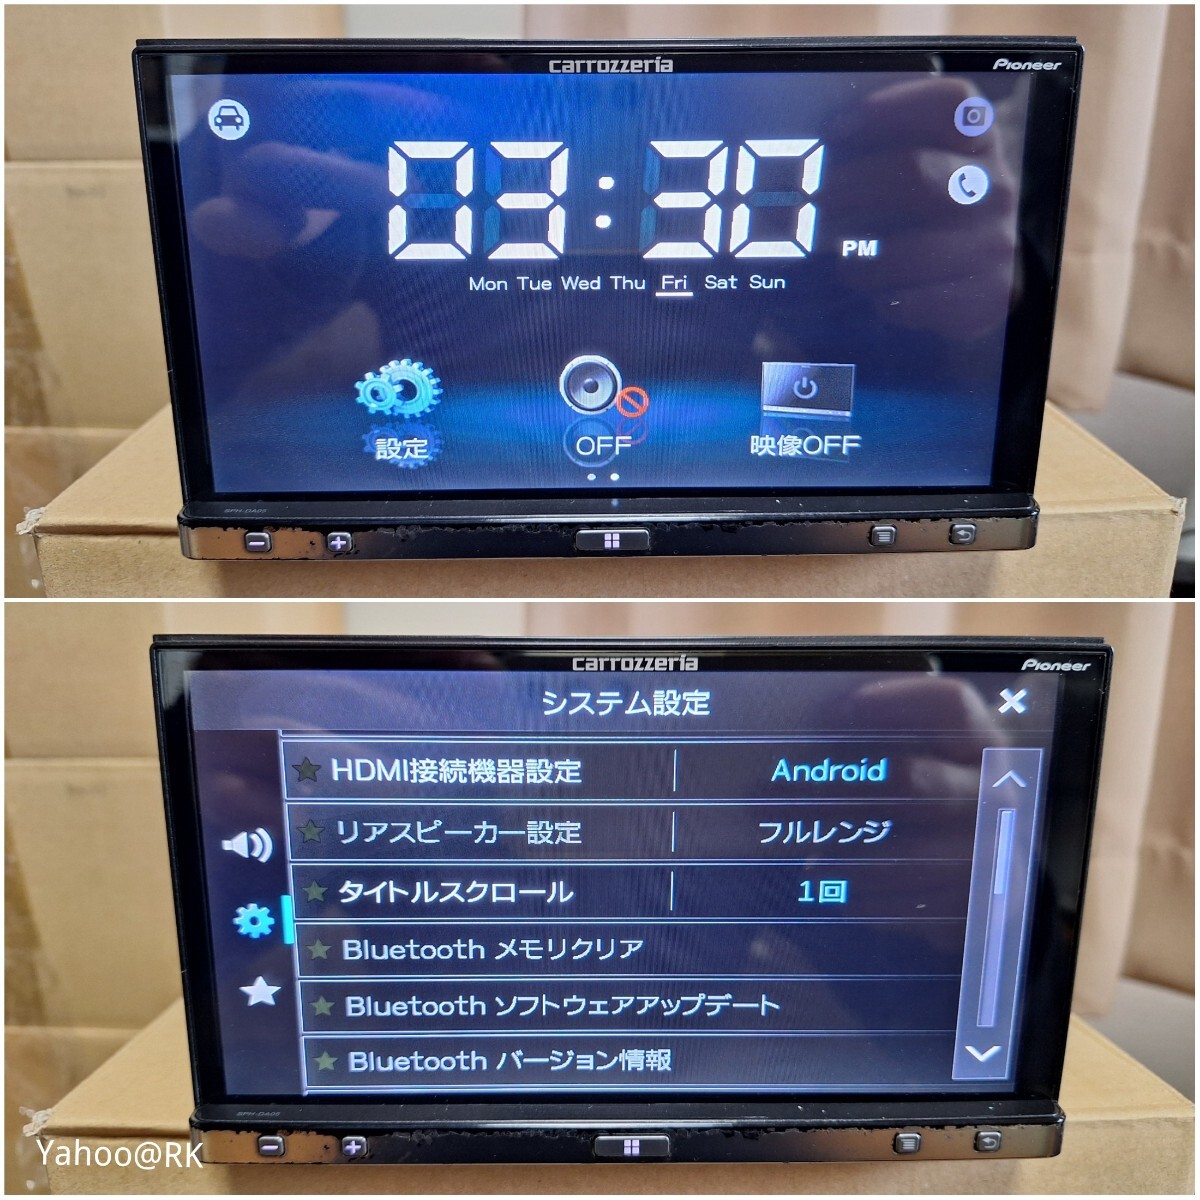 carrozzeria
Pioneer
03:30 PM
Mon Tue Wed Thu Fri Sat Sun
設定
OFF
映像OFF
carrozzeria
Pioneer
システム設定
HDMI接続機器設定 Android
リアスピーカー設定 フルレンジ
タイトルスクロール 1回
Bluetooth メモリクリア
Bluetooth ソフトウェアアップデート
Bluetooth バージョン情報
Yahoo@RK